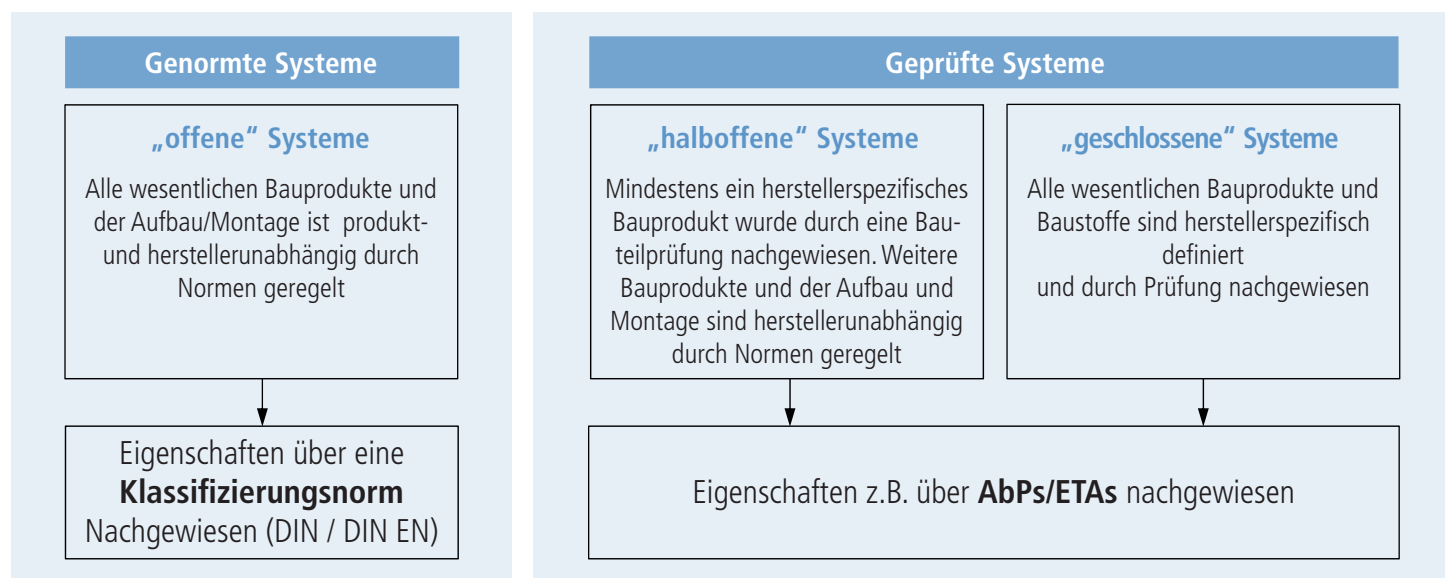 Genormte Systeme
„offene“ Systeme
Alle wesentlichen Bauprodukte und
der Aufbau/Montage ist produkt-
und herstellerunabhängig durch
Normen geregelt
Eigenschaften über eine
Klassifizierungsnorm
Nachgewiesen (DIN / DIN EN)
Geprüfte Systeme
„halboffene“ Systeme
Mindestens ein herstellerspezifisches
Bauprodukt wurde durch eine Bau-
teilprüfung nachgewiesen. Weitere
Bauprodukte und der Aufbau und
Montage sind herstellerunabhängig
durch Normen geregelt
„geschlossene“ Systeme
Alle wesentlichen Bauprodukte und
Baustoffe sind herstellerspezifisch
definiert
und durch Prüfung nachgewiesen
Eigenschaften z.B. über AbPs/ETAs nachgewiesen